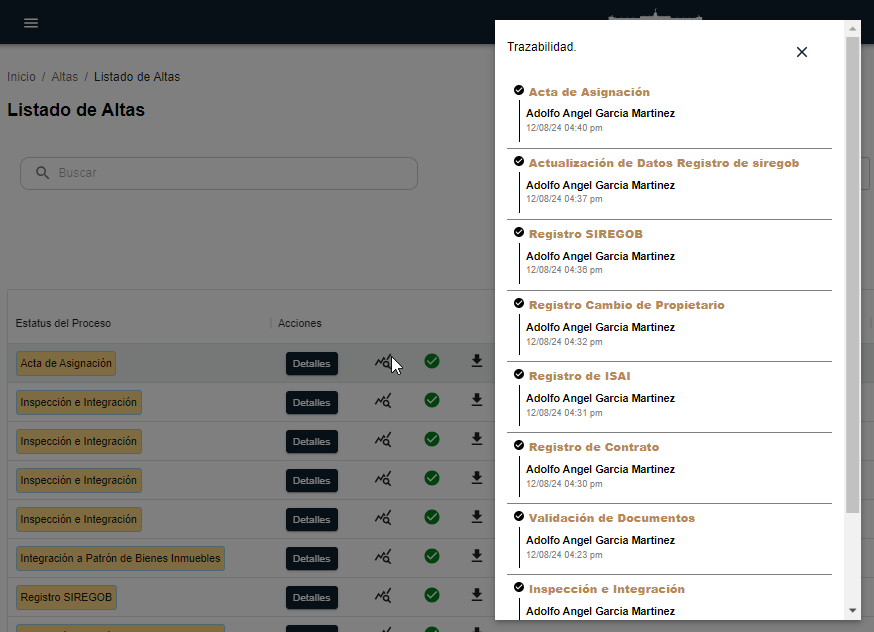 Inicio / Altas / Listado de Altas
Listado de Altas
Buscar
Estatus del Proceso
Acciones
Acta de Asignación
Detalles
Inspección e Integración
Detalles
Inspección e Integración
Detalles
Inspección e Integración
Detalles
Inspección e Integración
Detalles
Integración a Patrón de Bienes Inmuebles
Detalles
Registro SIREGOB
Detalles
Trazabilidad.
Acta de Asignación
Adolfo Angel Garcia Martinez
12/08/24 04:40 pm
Actualización de Datos Registro de siregob
Adolfo Angel Garcia Martinez
12/08/24 04:37 pm
Registro SIREGOB
Adolfo Angel Garcia Martinez
12/08/24 04:36 pm
Registro Cambio de Propietario
Adolfo Angel Garcia Martinez
12/08/24 04:32 pm
Registro de ISAI
Adolfo Angel Garcia Martinez
12/08/24 04:31 pm
Registro de Contrato
Adolfo Angel Garcia Martinez
12/08/24 04:30 pm
Validación de Documentos
Adolfo Angel Garcia Martinez
12/08/24 04:23 pm
Inspección e Integración
Adolfo Angel Garcia Martinez